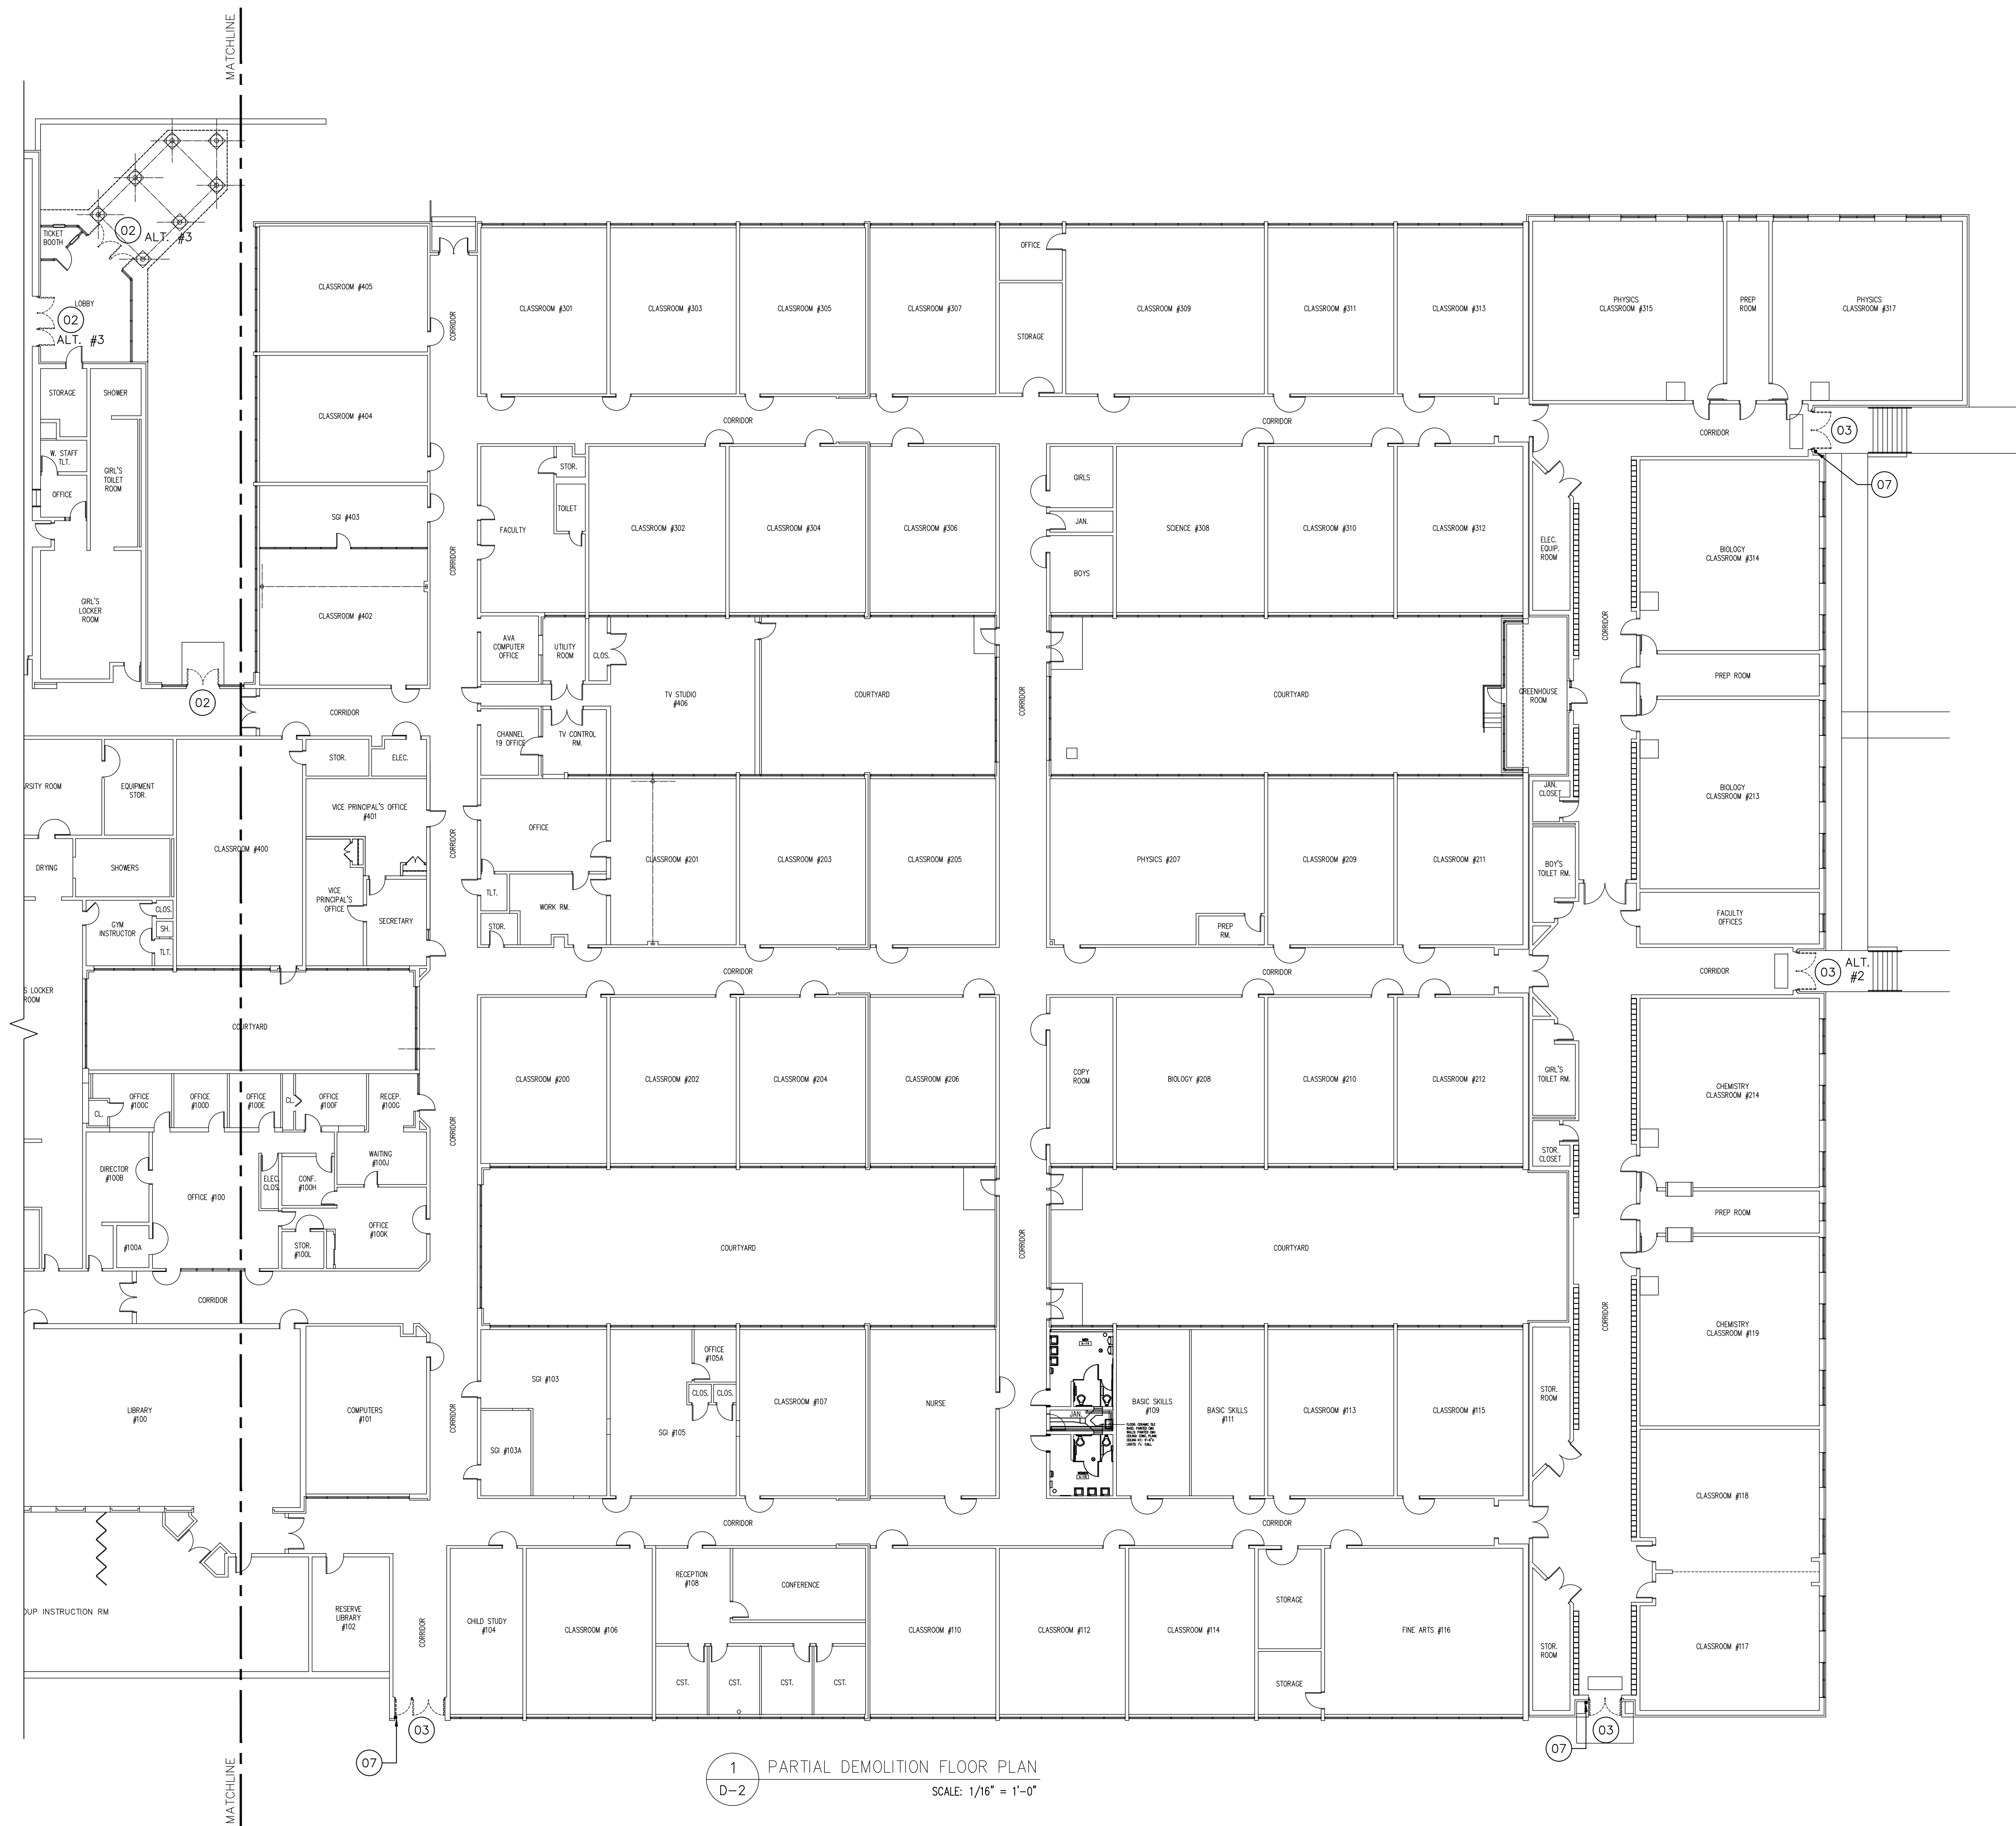 MATCHLINE
TICKET
BOOTH
02
ALT. #3
LOBBY
02
ALT. #3
STORAGE
SHOWER
W. STAFF
TLT.
GIRL'S
TOILET
ROOM
OFFICE
GIRL'S
LOCKER
ROOM
02
CLASSROOM #405
CLASSROOM #404
SGI #403
CLASSROOM #402
CORRIDOR
CORRIDOR
CORRIDOR
CLASSROOM #301
CLASSROOM #303
CLASSROOM #305
CLASSROOM #307
OFFICE
STORAGE
CLASSROOM #309
CLASSROOM #311
CLASSROOM #313
PHYSICS
CLASSROOM #315
PREP
ROOM
PHYSICS
CLASSROOM #317
CORRIDOR
CORRIDOR
CORRIDOR
03
07
FACULTY
STOR.
TOILET
CLASSROOM #302
CLASSROOM #304
CLASSROOM #306
GIRLS
JAN.
BOYS
SCIENCE #308
CLASSROOM #310
CLASSROOM #312
ELEC.
EQUIP.
ROOM
CORRIDOR
BIOLOGY
CLASSROOM #314
PREP ROOM
AVA
COMPUTER
OFFICE
UTILITY
ROOM
CLOS.
TV STUDIO
#406
COURTYARD
CORRIDOR
COURTYARD
GREENHOUSE
ROOM
CHANNEL
19 OFFICE
TV CONTROL
RM.
BIOLOGY
CLASSROOM #213
JAN.
CLOSET
BOY'S
TOILET RM.
FACULTY
OFFICES
RSITY ROOM
EQUIPMENT
STOR.
STOR.
ELEC.
VICE PRINCIPAL'S OFFICE
#401
CLASSROOM #400
DRYING
SHOWERS
VICE
PRINCIPAL'S
OFFICE
SECRETARY
GYM
INSTRUCTOR
CLOS.
SH.
TLT.
CORRIDOR
OFFICE
TLT.
STOR.
WORK RM.
CLASSROOM #201
CLASSROOM #203
CLASSROOM #205
PHYSICS #207
PREP
RM.
CLASSROOM #209
CLASSROOM #211
CORRIDOR
CORRIDOR
CORRIDOR
03
ALT.
#2
S LOCKER
ROOM
COURTYARD
OFFICE
#100C
OFFICE
#100D
OFFICE
#100E
CL.
OFFICE
#100F
RECEP.
#100G
CL.
DIRECTOR
#100B
OFFICE #100
ELEC.
CLOS.
CONF.
#100H
WAITING
#100J
OFFICE
#100K
#100A
STOR.
#100L
CORRIDOR
CORRIDOR
CLASSROOM #200
CLASSROOM #202
CLASSROOM #204
CLASSROOM #206
COPY
ROOM
BIOLOGY #208
CLASSROOM #210
CLASSROOM #212
GIRL'S
TOILET RM.
STOR.
CLOSET
CHEMISTRY
CLASSROOM #214
PREP ROOM
COURTYARD
CORRIDOR
COURTYARD
CORRIDOR
CHEMISTRY
CLASSROOM #119
LIBRARY
#100
COMPUTERS
#101
CORRIDOR
SGI #103
SGI #103A
OFFICE
#105A
CLOS.
CLOS.
SGI #105
CLASSROOM #107
NURSE
MEN
JAN.
WOMEN
BASIC SKILLS
#109
BASIC SKILLS
#111
CLASSROOM #113
CLASSROOM #115
STOR.
ROOM
CLASSROOM #118
CORRIDOR
CORRIDOR
OUP INSTRUCTION RM
RESERVE
LIBRARY
#102
CORRIDOR
CHILD STUDY
#104
CLASSROOM #106
RECEPTION
#108
CONFERENCE
CST.
CST.
CST.
CST.
CLASSROOM #110
CLASSROOM #112
CLASSROOM #114
STORAGE
STORAGE
FINE ARTS #116
STOR.
ROOM
CLASSROOM #117
03
07
03
07
MATCHLINE
1
D-2
PARTIAL DEMOLITION FLOOR PLAN
SCALE: 1/16" = 1'-0"